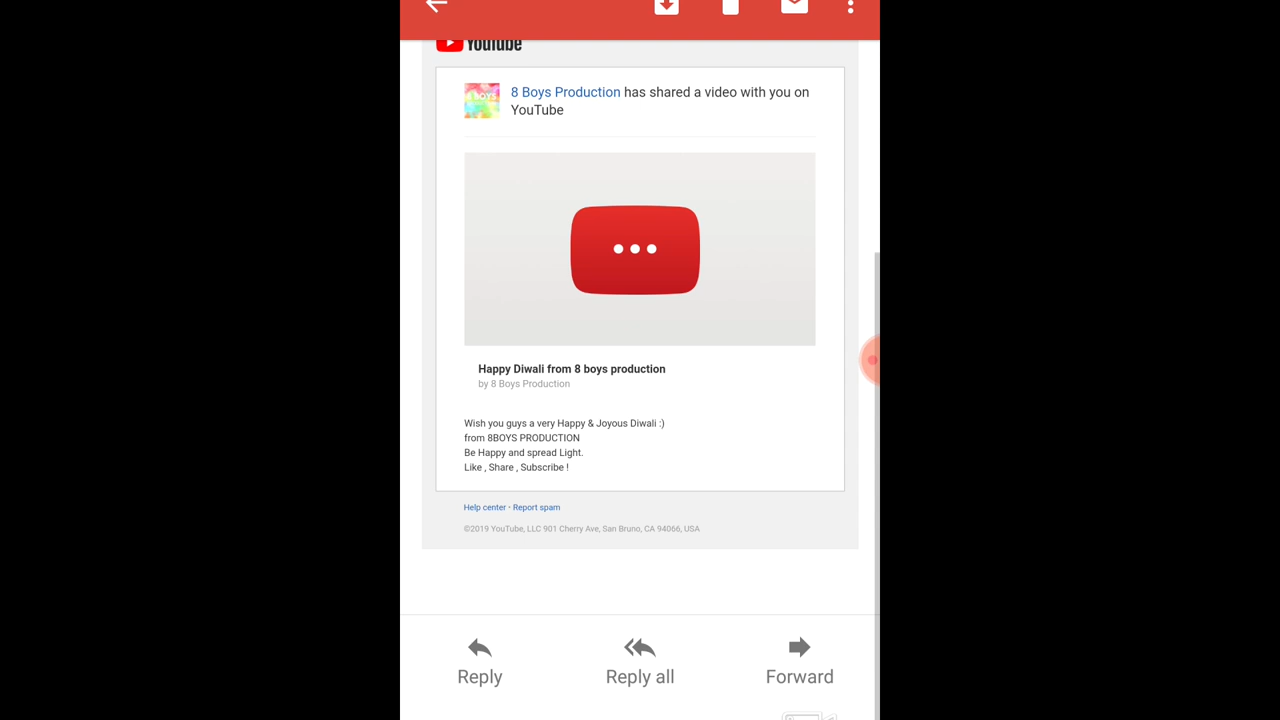 YouTube
8 Boys Production has shared a video with you on
YouTube
Happy Diwali from 8 boys production
by 8 Boys Production
Wish you guys a very Happy & Joyous Diwali :)
from 8BOYS PRODUCTION
Be Happy and spread Light.
Like , Share , Subscribe !
Help center · Report spam
©2019 YouTube, LLC 901 Cherry Ave, San Bruno, CA 94066, USA
Reply Reply all Forward